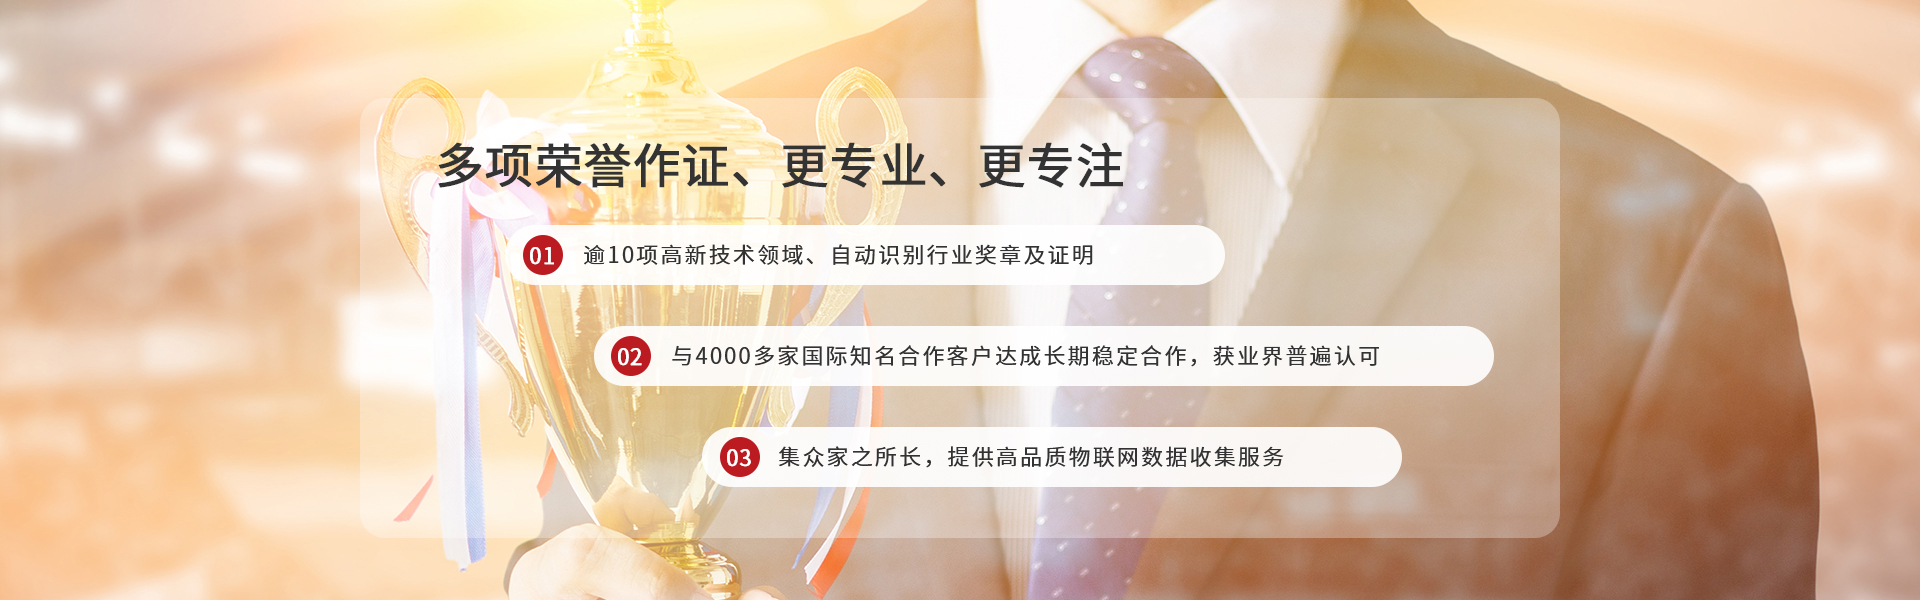 多项荣誉作证、更专业、更专注
01 逾10项高新技术领域、自动识别行业奖章及证明
02 与4000多家国际知名合作客户达成长期稳定合作，获业界普遍认可
03 集众家之所长，提供高品质物联网数据收集服务